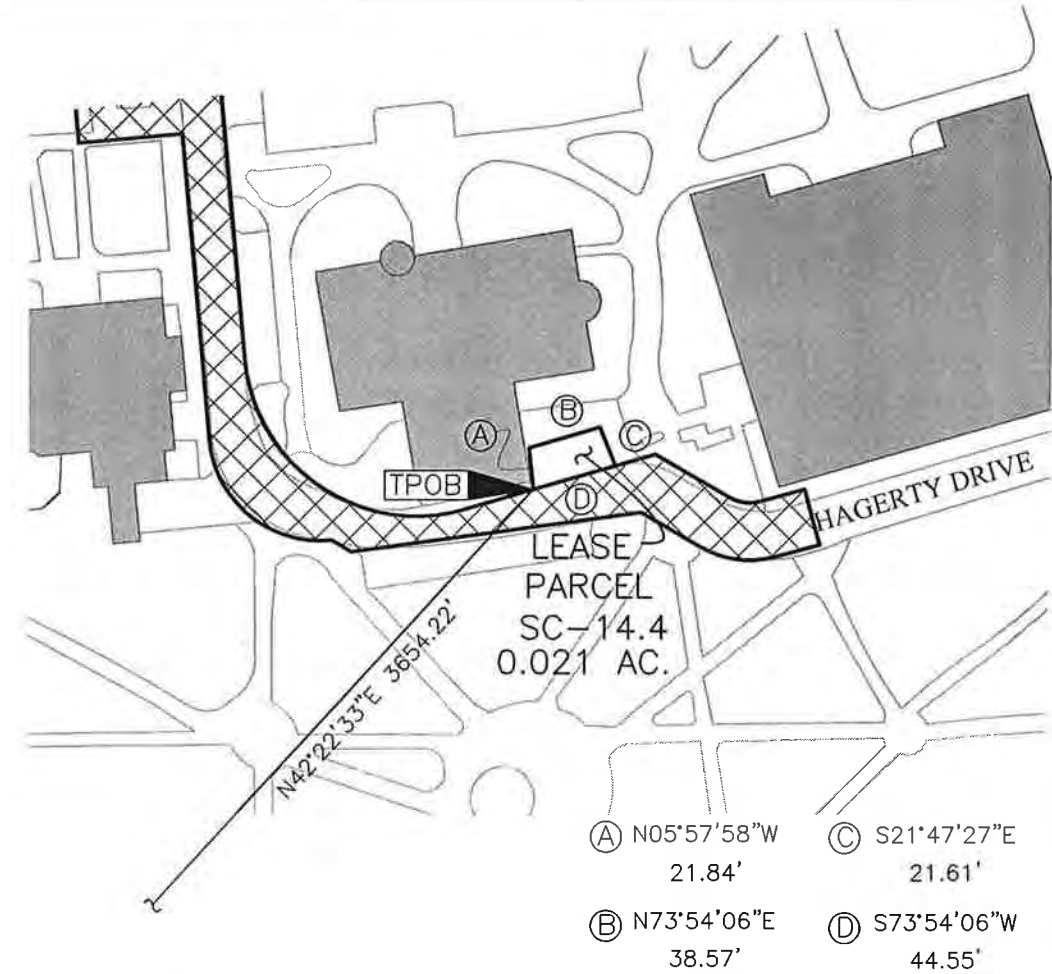 Ⓐ
Ⓑ
Ⓒ
TPOB
Ⓓ
HAGERTY DRIVE
LEASE
PARCEL
SC-14.4
0.021 AC.
N42°22'33"E 3654.22'
Ⓐ N05°57'58"W
21.84'
Ⓑ N73°54'06"E
38.57'
Ⓒ S21°47'27"E
21.61'
Ⓓ S73°54'06"W
44.55'